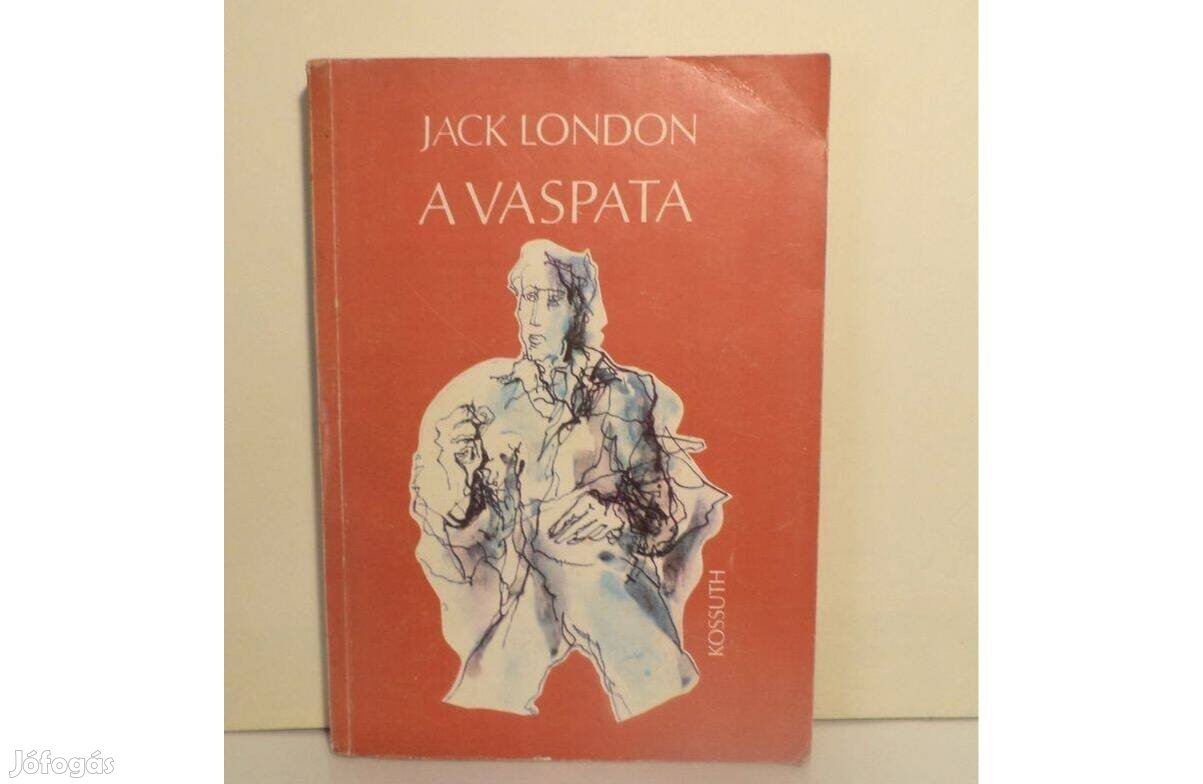 JACK LONDON
A VASPATA
KOSSUTH
Jófogás